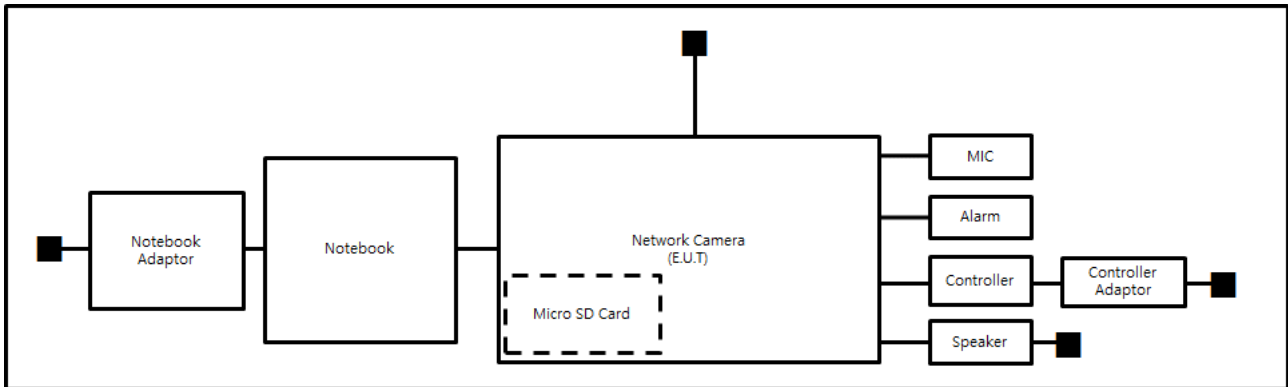 MIC
Alarm
Notebook
Adaptor
Notebook
Network Camera
(E.U.T)
Controller
Controller
Adaptor
Micro SD Card
Speaker